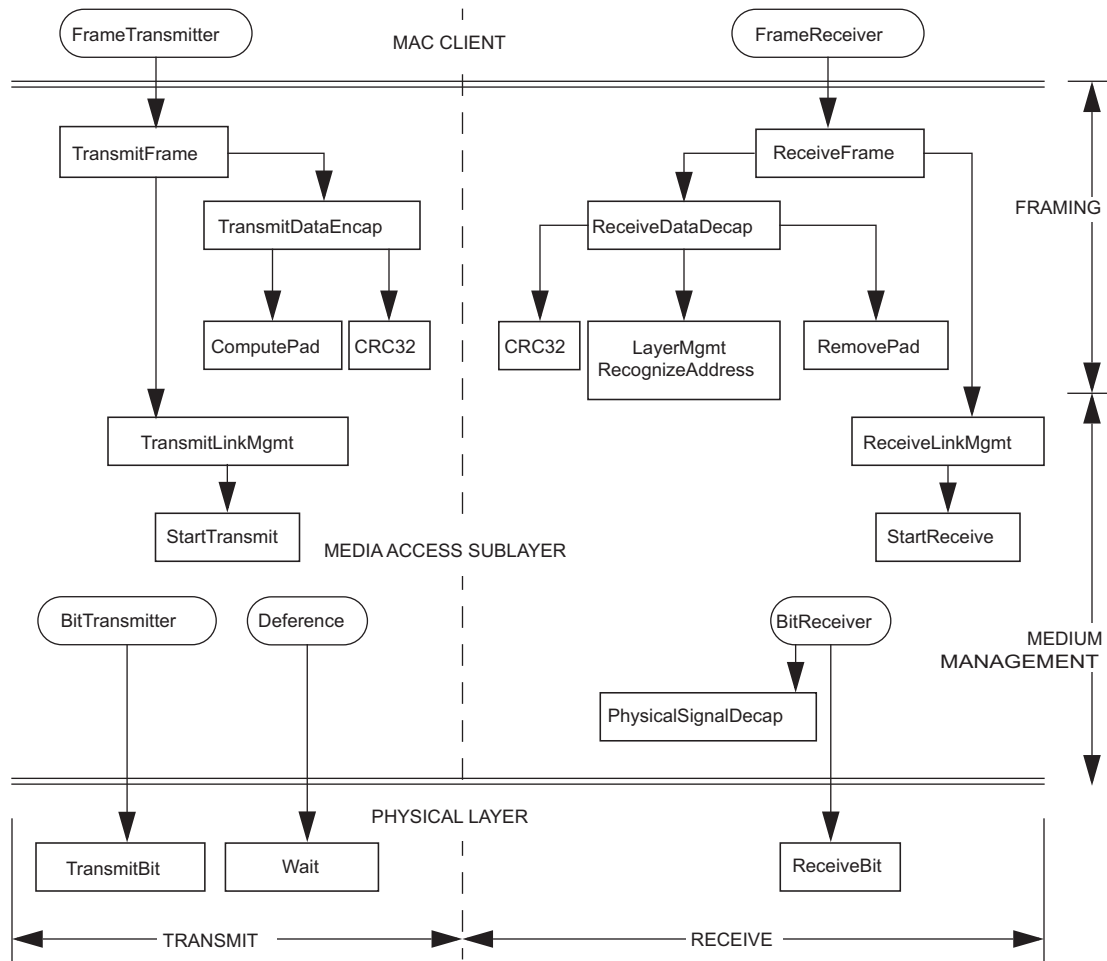 FrameTransmitter
MAC CLIENT
FrameReceiver
TransmitFrame
ReceiveFrame
TransmitDataEncap
ReceiveDataDecap
FRAMING
ComputePad
CRC32
CRC32
LayerMgmt
RecognizeAddress
RemovePad
TransmitLinkMgmt
ReceiveLinkMgmt
StartTransmit
StartReceive
MEDIA ACCESS SUBLAYER
BitTransmitter
Deference
BitReceiver
MEDIUM
MANAGEMENT
PhysicalSignalDecap
PHYSICAL LAYER
TransmitBit
Wait
ReceiveBit
TRANSMIT
RECEIVE